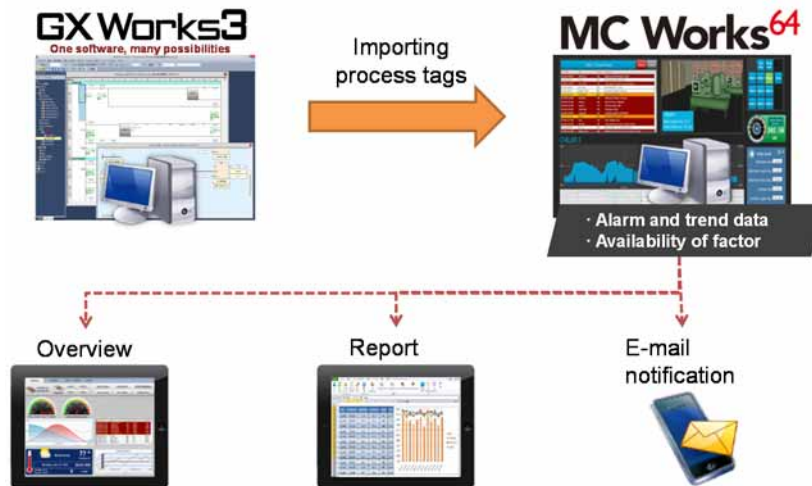 GX Works3
One software, many possibilities
Importing
process tags
MC Works64
· Alarm and trend data
· Availability of factor
Overview
Report
E-mail
notification